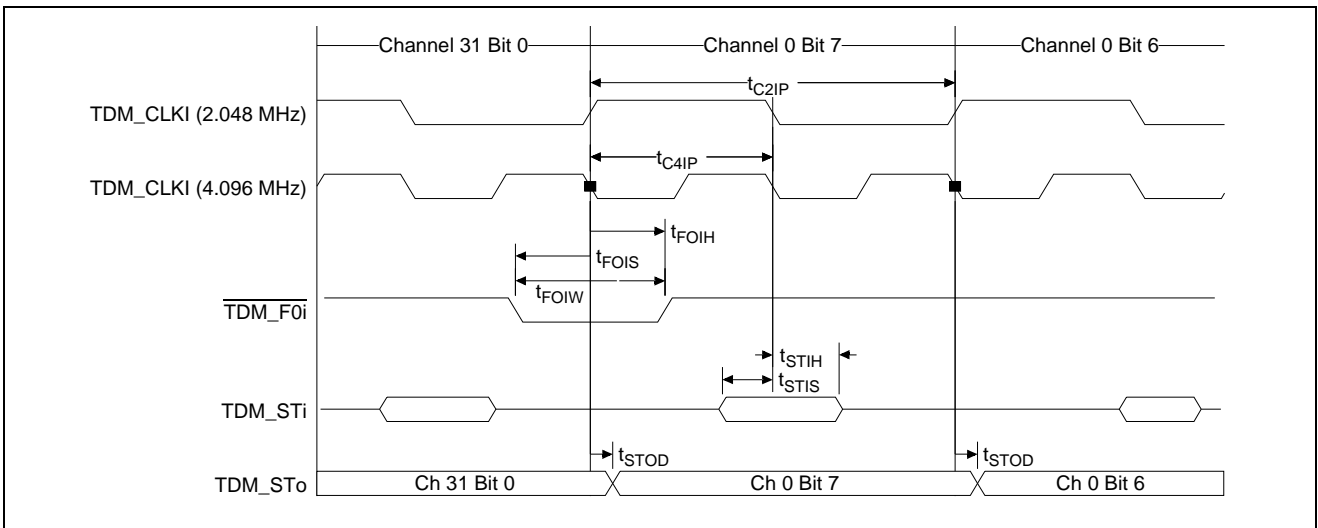 Channel 31 Bit 0 Channel 0 Bit 7 Channel 0 Bit 6
tC2IP
TDM_CLKI (2.048 MHz)
tC4IP
TDM_CLKI (4.096 MHz)
tFOIH
tFOIS
tFOIW
TDM_F0i
tSTIH
tSTIS
TDM_STi
tSTOD tSTOD
TDM_STo Ch 31 Bit 0 Ch 0 Bit 7 Ch 0 Bit 6